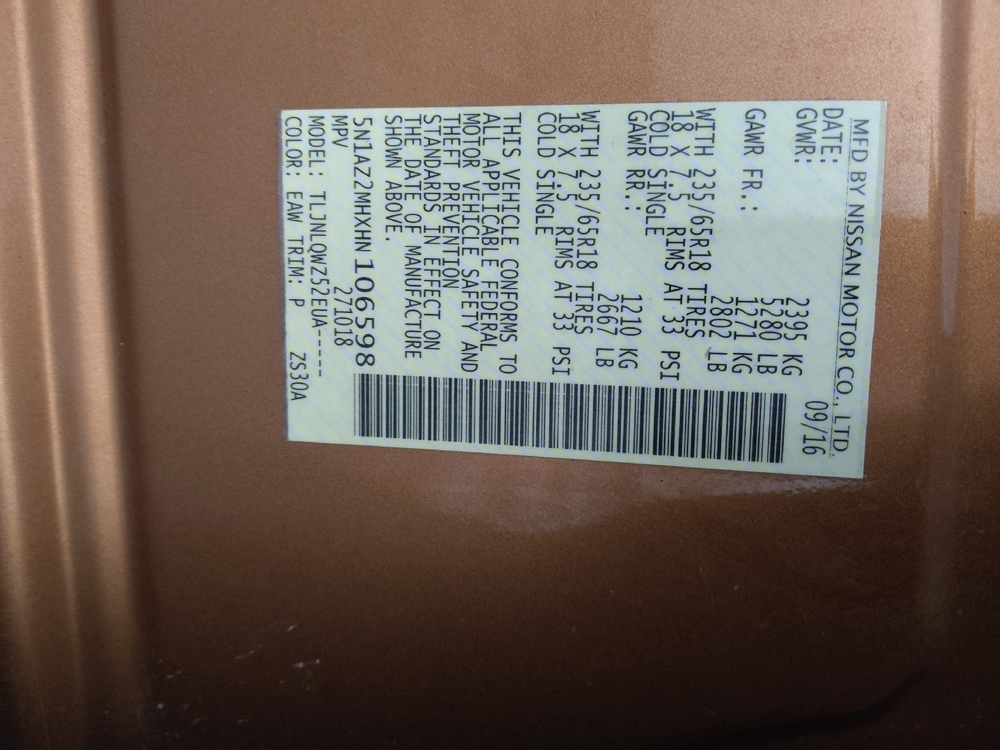 MFD BY NISSAN MOTOR CO., LTD.
DATE: 09/16
GVWR: 2395 KG
5280 LB
GAWR FR.: 1271 KG
2802 LB
WITH 235/65R18 TIRES
18 X 7.5 RIMS AT 33 PSI
COLD SINGLE
GAWR RR.: 1210 KG
2667 LB
WITH 235/65R18 TIRES
18 X 7.5 RIMS AT 33 PSI
COLD SINGLE
THIS VEHICLE CONFORMS TO
ALL APPLICABLE FEDERAL
MOTOR VEHICLE SAFETY AND
THEFT PREVENTION
STANDARDS IN EFFECT ON
THE DATE OF MANUFACTURE
SHOWN ABOVE.
5N1AZ2MHXHN106598
MPV 271018
MODEL: TLJNLQWZ52EUA-----
COLOR: EAW TRIM: P ZS30A